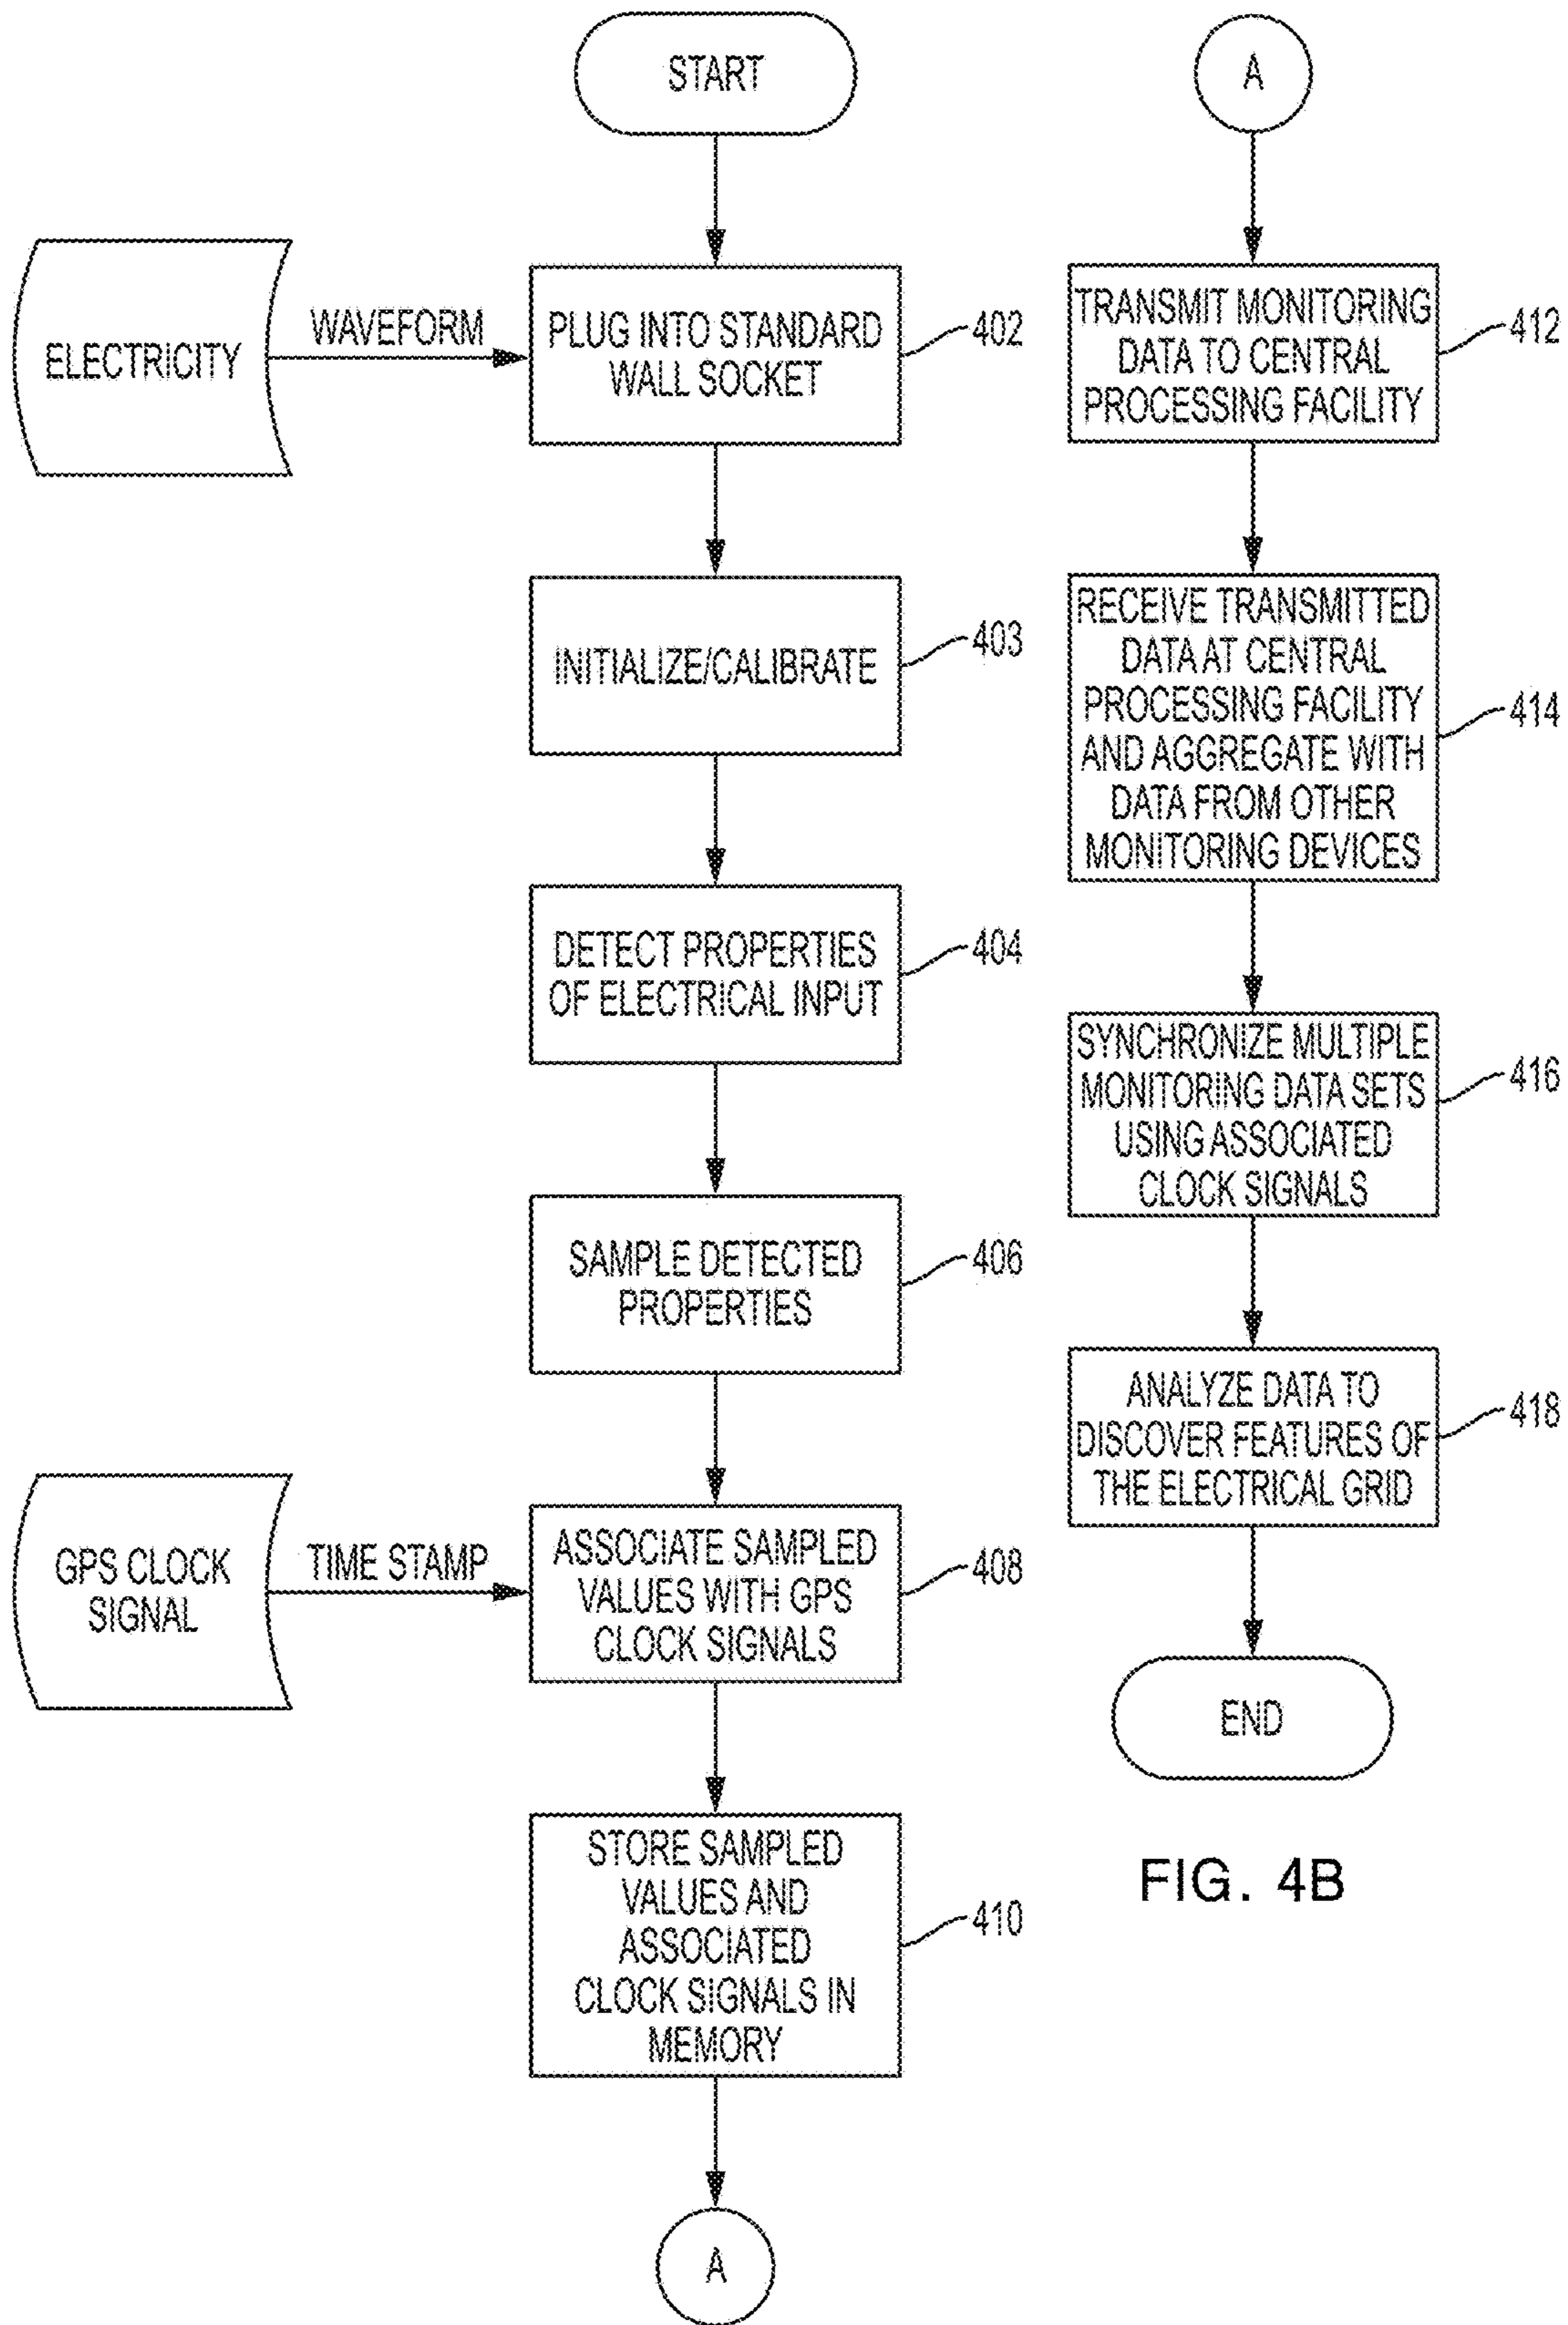 START
ELECTRICITY
WAVEFORM
PLUG INTO STANDARD
WALL SOCKET
402
INITIALIZE/CALIBRATE
403
DETECT PROPERTIES
OF ELECTRICAL INPUT
404
SAMPLE DETECTED
PROPERTIES
406
GPS CLOCK
SIGNAL
TIME STAMP
ASSOCIATE SAMPLED
VALUES WITH GPS
CLOCK SIGNALS
408
STORE SAMPLED
VALUES AND
ASSOCIATED
CLOCK SIGNALS IN
MEMORY
410
A
A
TRANSMIT MONITORING
DATA TO CENTRAL
PROCESSING FACILITY
412
RECEIVE TRANSMITTED
DATA AT CENTRAL
PROCESSING FACILITY
AND AGGREGATE WITH
DATA FROM OTHER
MONITORING DEVICES
414
SYNCHRONIZE MULTIPLE
MONITORING DATA SETS
USING ASSOCIATED
CLOCK SIGNALS
416
ANALYZE DATA TO
DISCOVER FEATURES OF
THE ELECTRICAL GRID
418
END
FIG. 4B